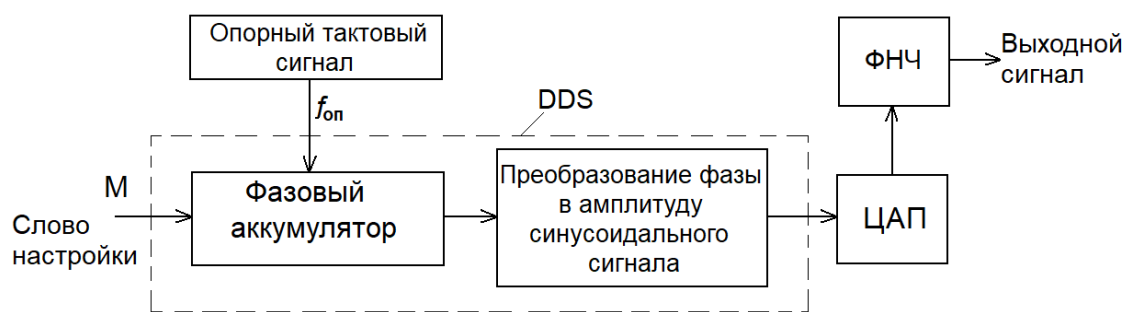 Опорный тактовый
сигнал
fоп
DDS
ФНЧ
Выходной
сигнал
M
Слово
настройки
Фазовый
аккумулятор
Преобразование фазы
в амплитуду
синусоидального
сигнала
ЦАП